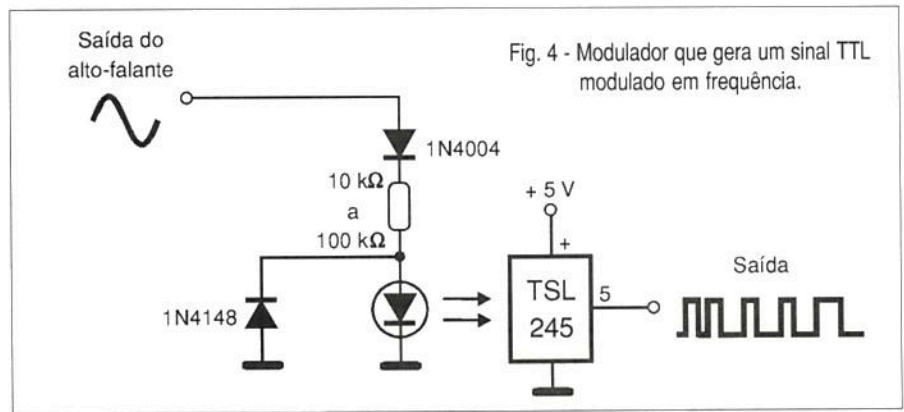 Saída do
alto-falante
Fig. 4 - Modulador que gera um sinal TTL
modulado em frequência.
1N4004
10 kΩ
a
100 kΩ
+ 5 V
+
1N4148
TSL
245
5
Saída